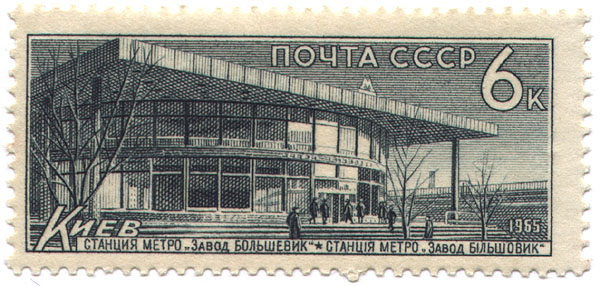 ПОЧТА СССР 6к
М
КИЕВ 1965
СТАНЦИЯ МЕТРО „ЗАВОД БОЛЬШЕВИК“ ★ СТАНЦІЯ МЕТРО „ЗАВОД БІЛЬШОВИК“